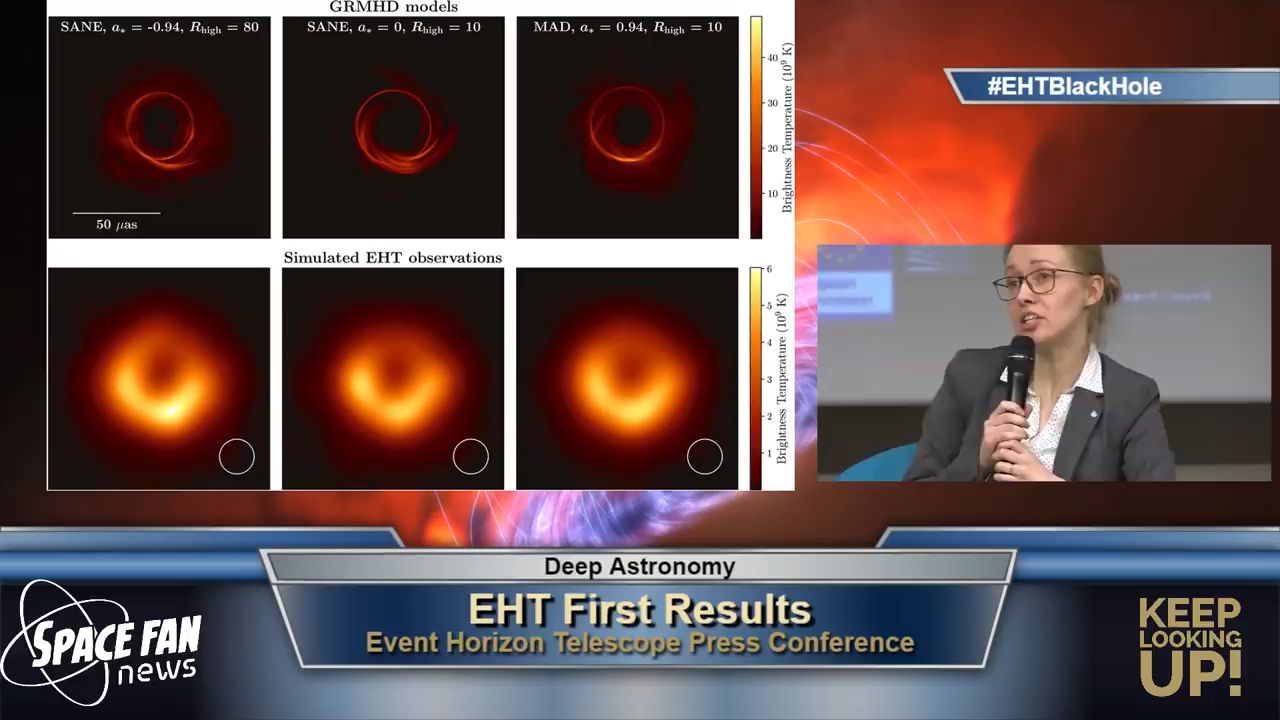 GRMHD models
SANE, a* = -0.94, Rhigh = 80
SANE, a* = 0, Rhigh = 10
MAD, a* = 0.94, Rhigh = 10
50 μas
40
30
20
10
Brightness Temperature (10⁹ K)
Simulated EHT observations
6
5
4
3
2
1
Brightness Temperature (10⁹ K)
#EHTBlackHole
Deep Astronomy
EHT First Results
Event Horizon Telescope Press Conference
SPACE FAN
news
KEEP
LOOKING
UP!